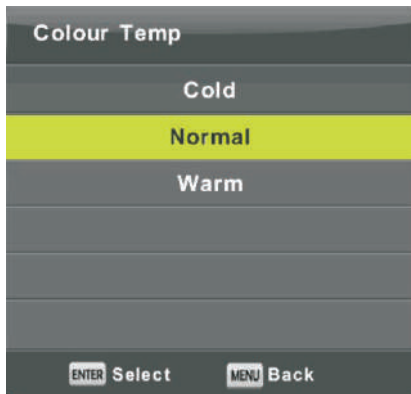 Colour Temp
Cold
Normal
Warm
ENTER Select MENU Back